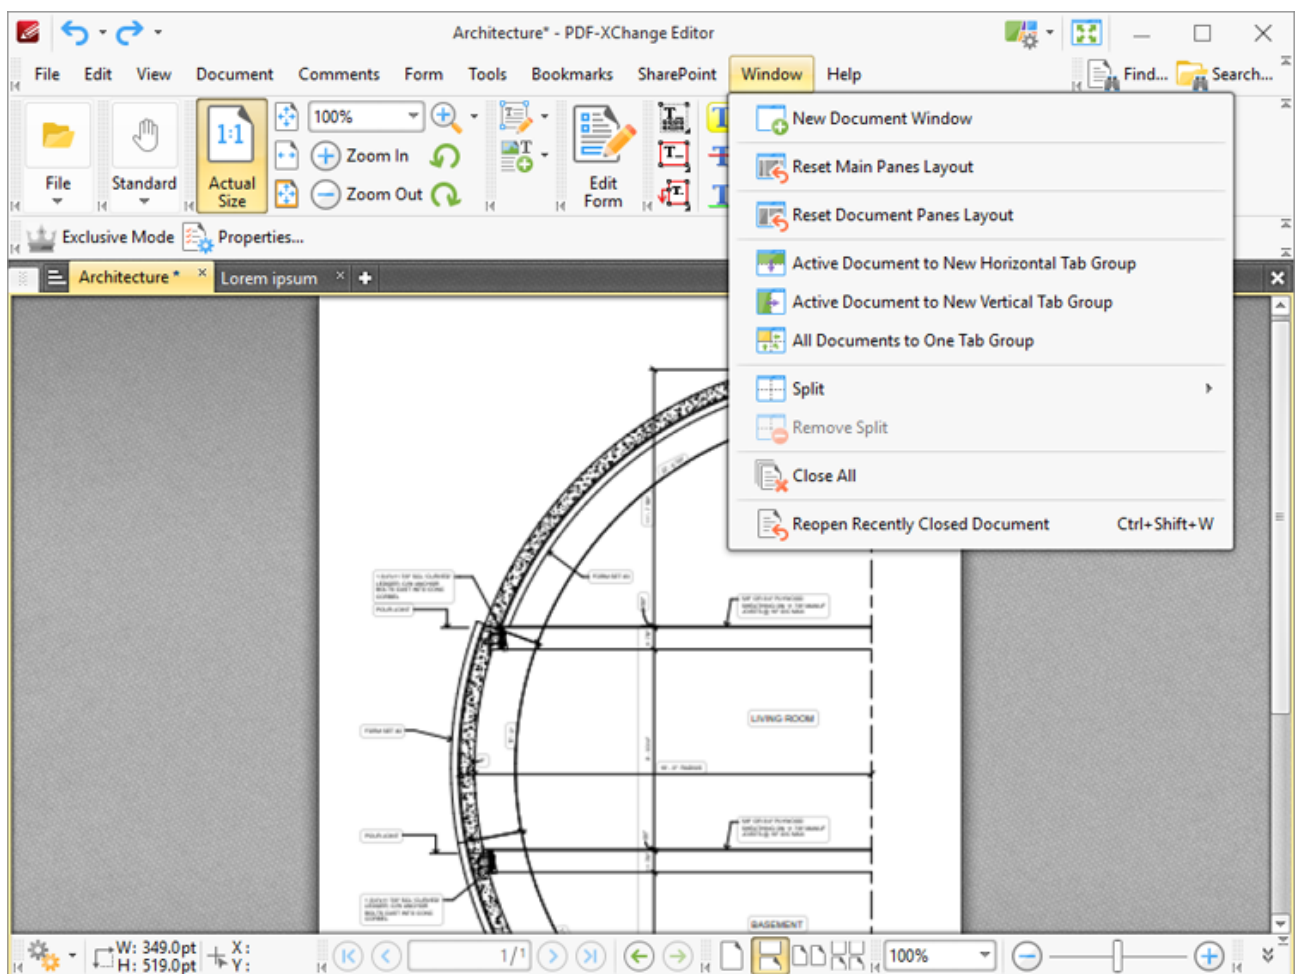 Architecture* - PDF-XChange Editor
File Edit View Document Comments Form Tools Bookmarks SharePoint Window Help Find... Search...
100%
1:1
Zoom In
File Standard Actual Size Zoom Out Edit Form
Exclusive Mode Properties...
Architecture * Lorem ipsum
New Document Window
Reset Main Panes Layout
Reset Document Panes Layout
Active Document to New Horizontal Tab Group
Active Document to New Vertical Tab Group
All Documents to One Tab Group
Split
Remove Split
Close All
Reopen Recently Closed Document Ctrl+Shift+W
LIVING ROOM
BASEMENT
W: 349.0pt X:
H: 519.0pt Y:
1/1
100%